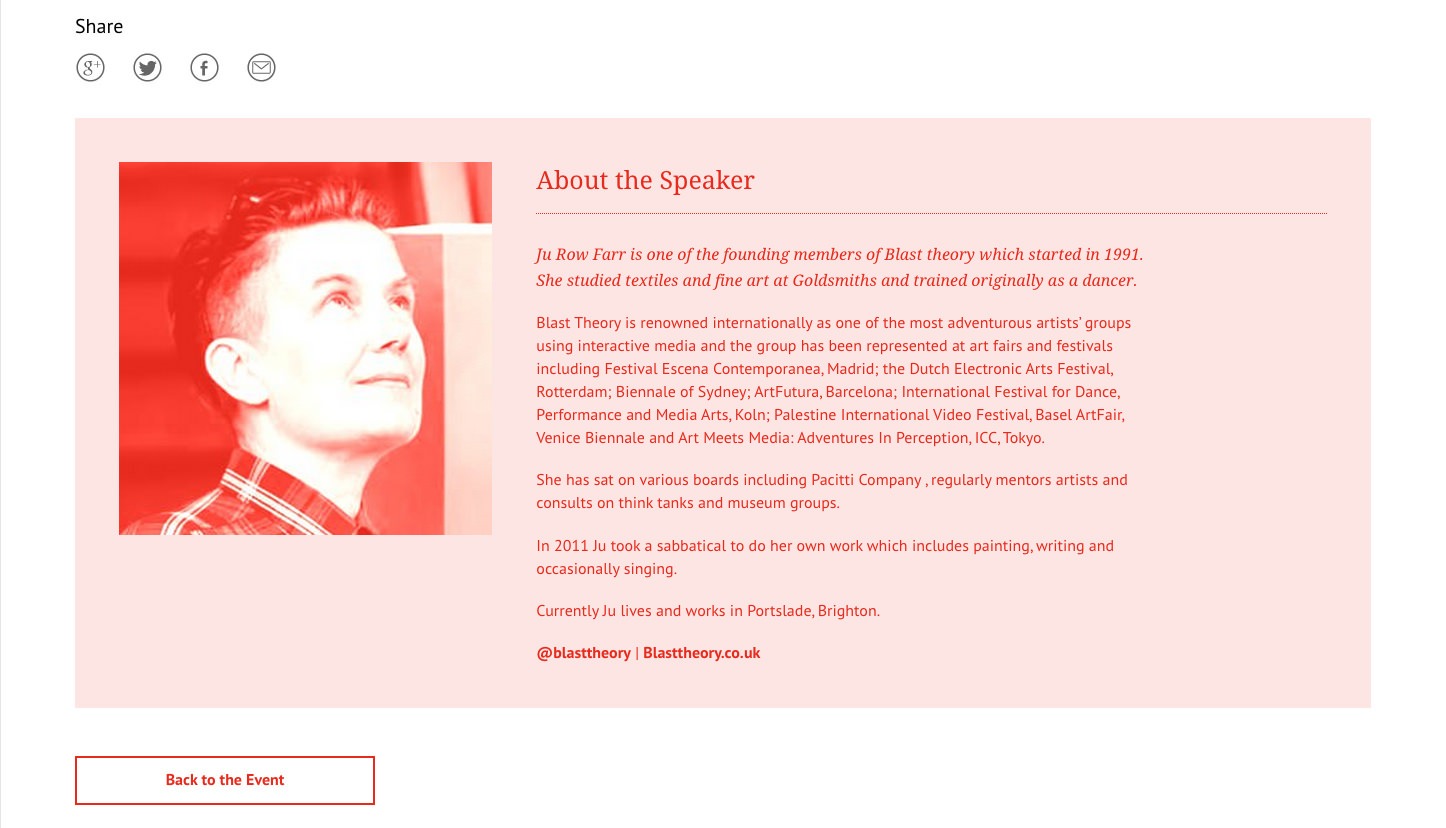 Share
g+
f
About the Speaker
Ju Row Farr is one of the founding members of Blast theory which started in 1991.
She studied textiles and fine art at Goldsmiths and trained originally as a dancer.
Blast Theory is renowned internationally as one of the most adventurous artists’ groups
using interactive media and the group has been represented at art fairs and festivals
including Festival Escena Contemporanea, Madrid; the Dutch Electronic Arts Festival,
Rotterdam; Biennale of Sydney; ArtFutura, Barcelona; International Festival for Dance,
Performance and Media Arts, Koln; Palestine International Video Festival, Basel ArtFair,
Venice Biennale and Art Meets Media: Adventures In Perception, ICC, Tokyo.
She has sat on various boards including Pacitti Company , regularly mentors artists and
consults on think tanks and museum groups.
In 2011 Ju took a sabbatical to do her own work which includes painting, writing and
occasionally singing.
Currently Ju lives and works in Portslade, Brighton.
@blasttheory | Blasttheory.co.uk
Back to the Event